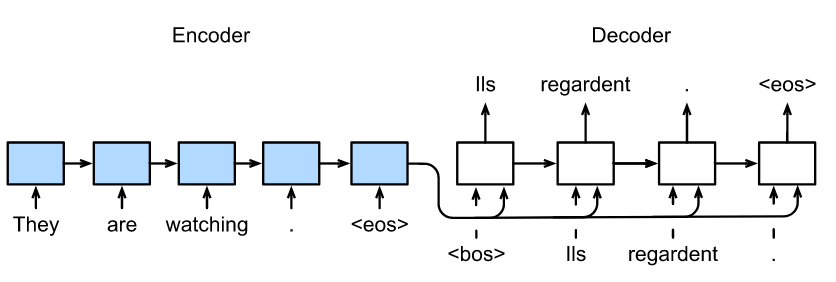 Encoder Decoder
Ils regardent . <eos>
They are watching . <eos>
<bos> Ils regardent .